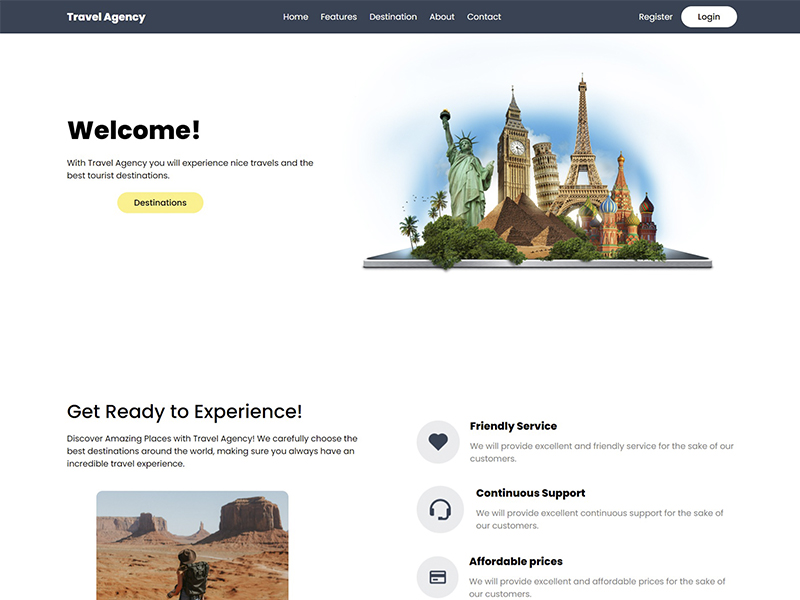 Travel Agency
Home Features Destination About Contact
Register Login
Welcome!
With Travel Agency you will experience nice travels and the
best tourist destinations.
Destinations
Get Ready to Experience!
Discover Amazing Places with Travel Agency! We carefully choose the
best destinations around the world, making sure you always have an
incredible travel experience.
Friendly Service
We will provide excellent and friendly service for the sake of our
customers.
Continuous Support
We will provide excellent continuous support for the sake of
our customers.
Affordable prices
We will provide excellent and affordable prices for the sake of
our customers.